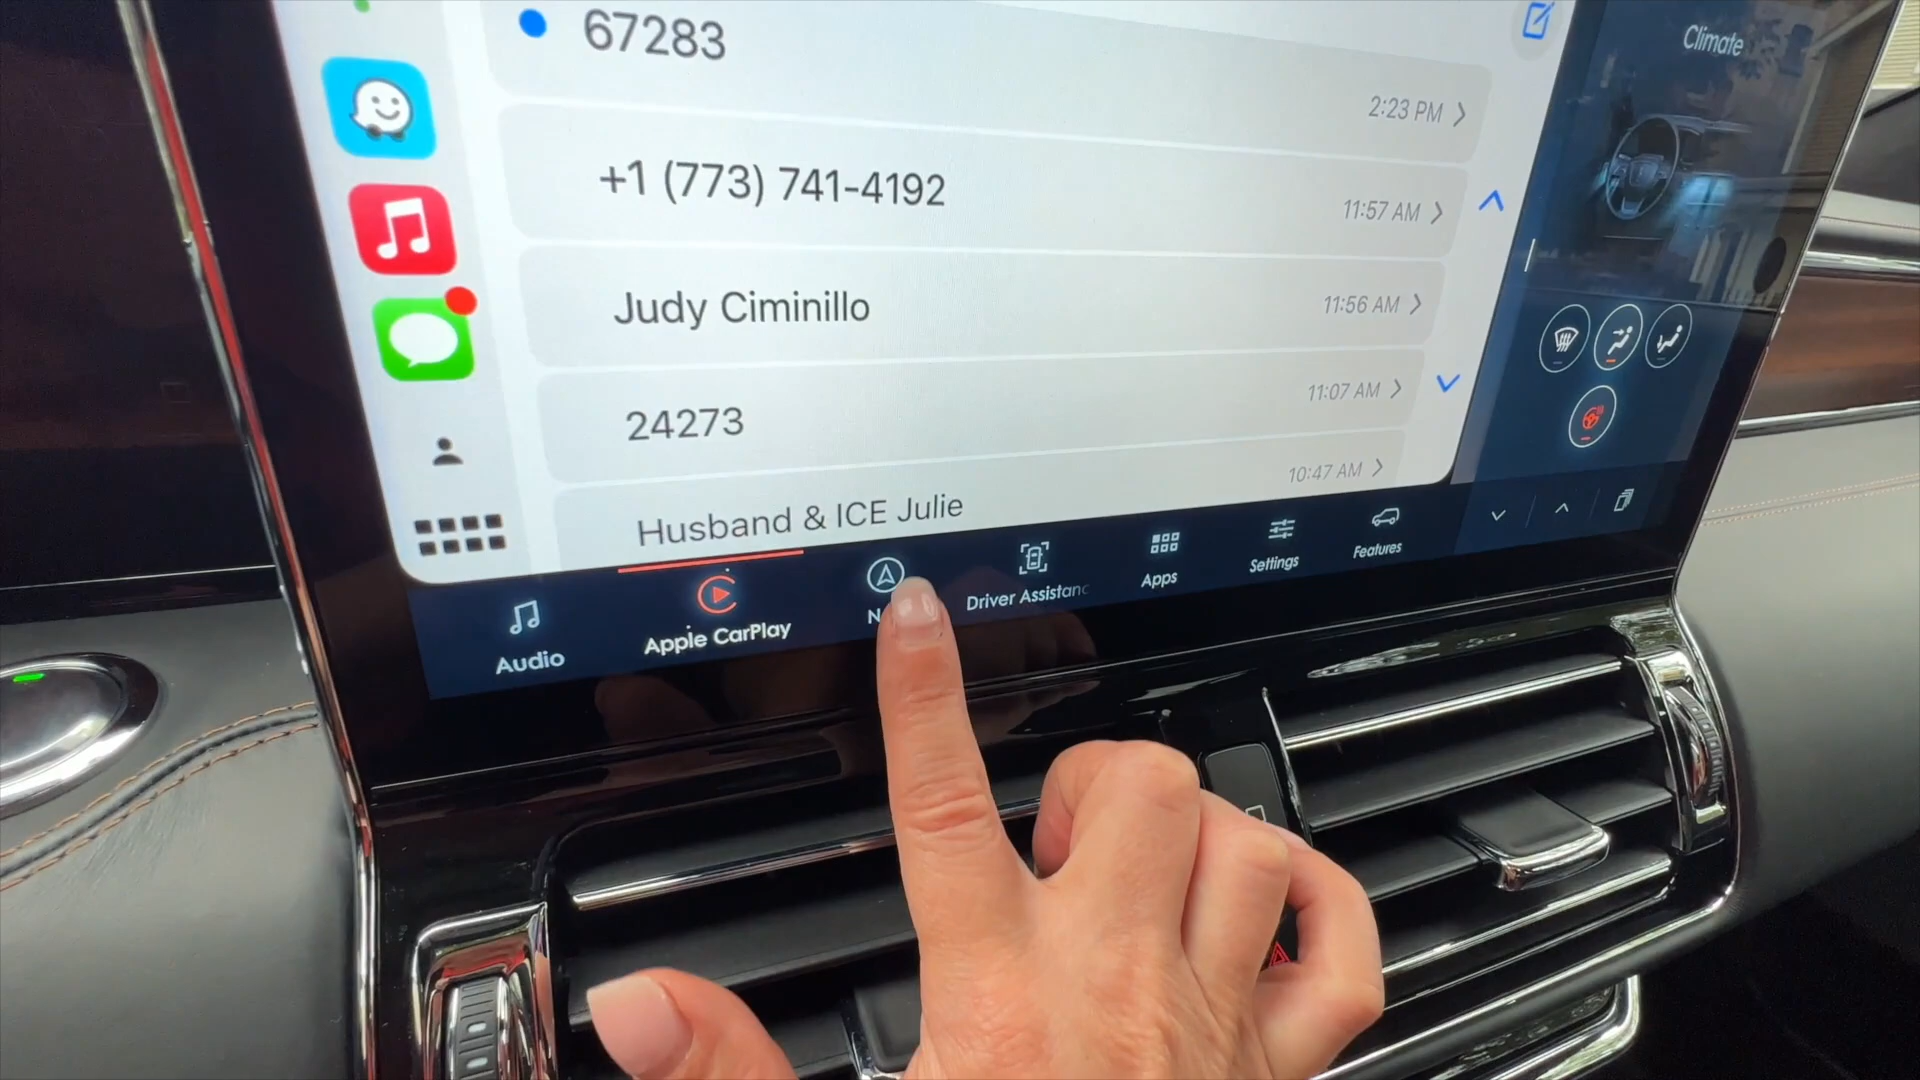 67283
2:23 PM
+1 (773) 741-4192
11:57 AM
Judy Ciminillo
11:56 AM
24273
11:07 AM
Husband & ICE Julie
10:47 AM
Climate
Audio
Apple CarPlay
N
Driver Assistanc
Apps
Settings
Features